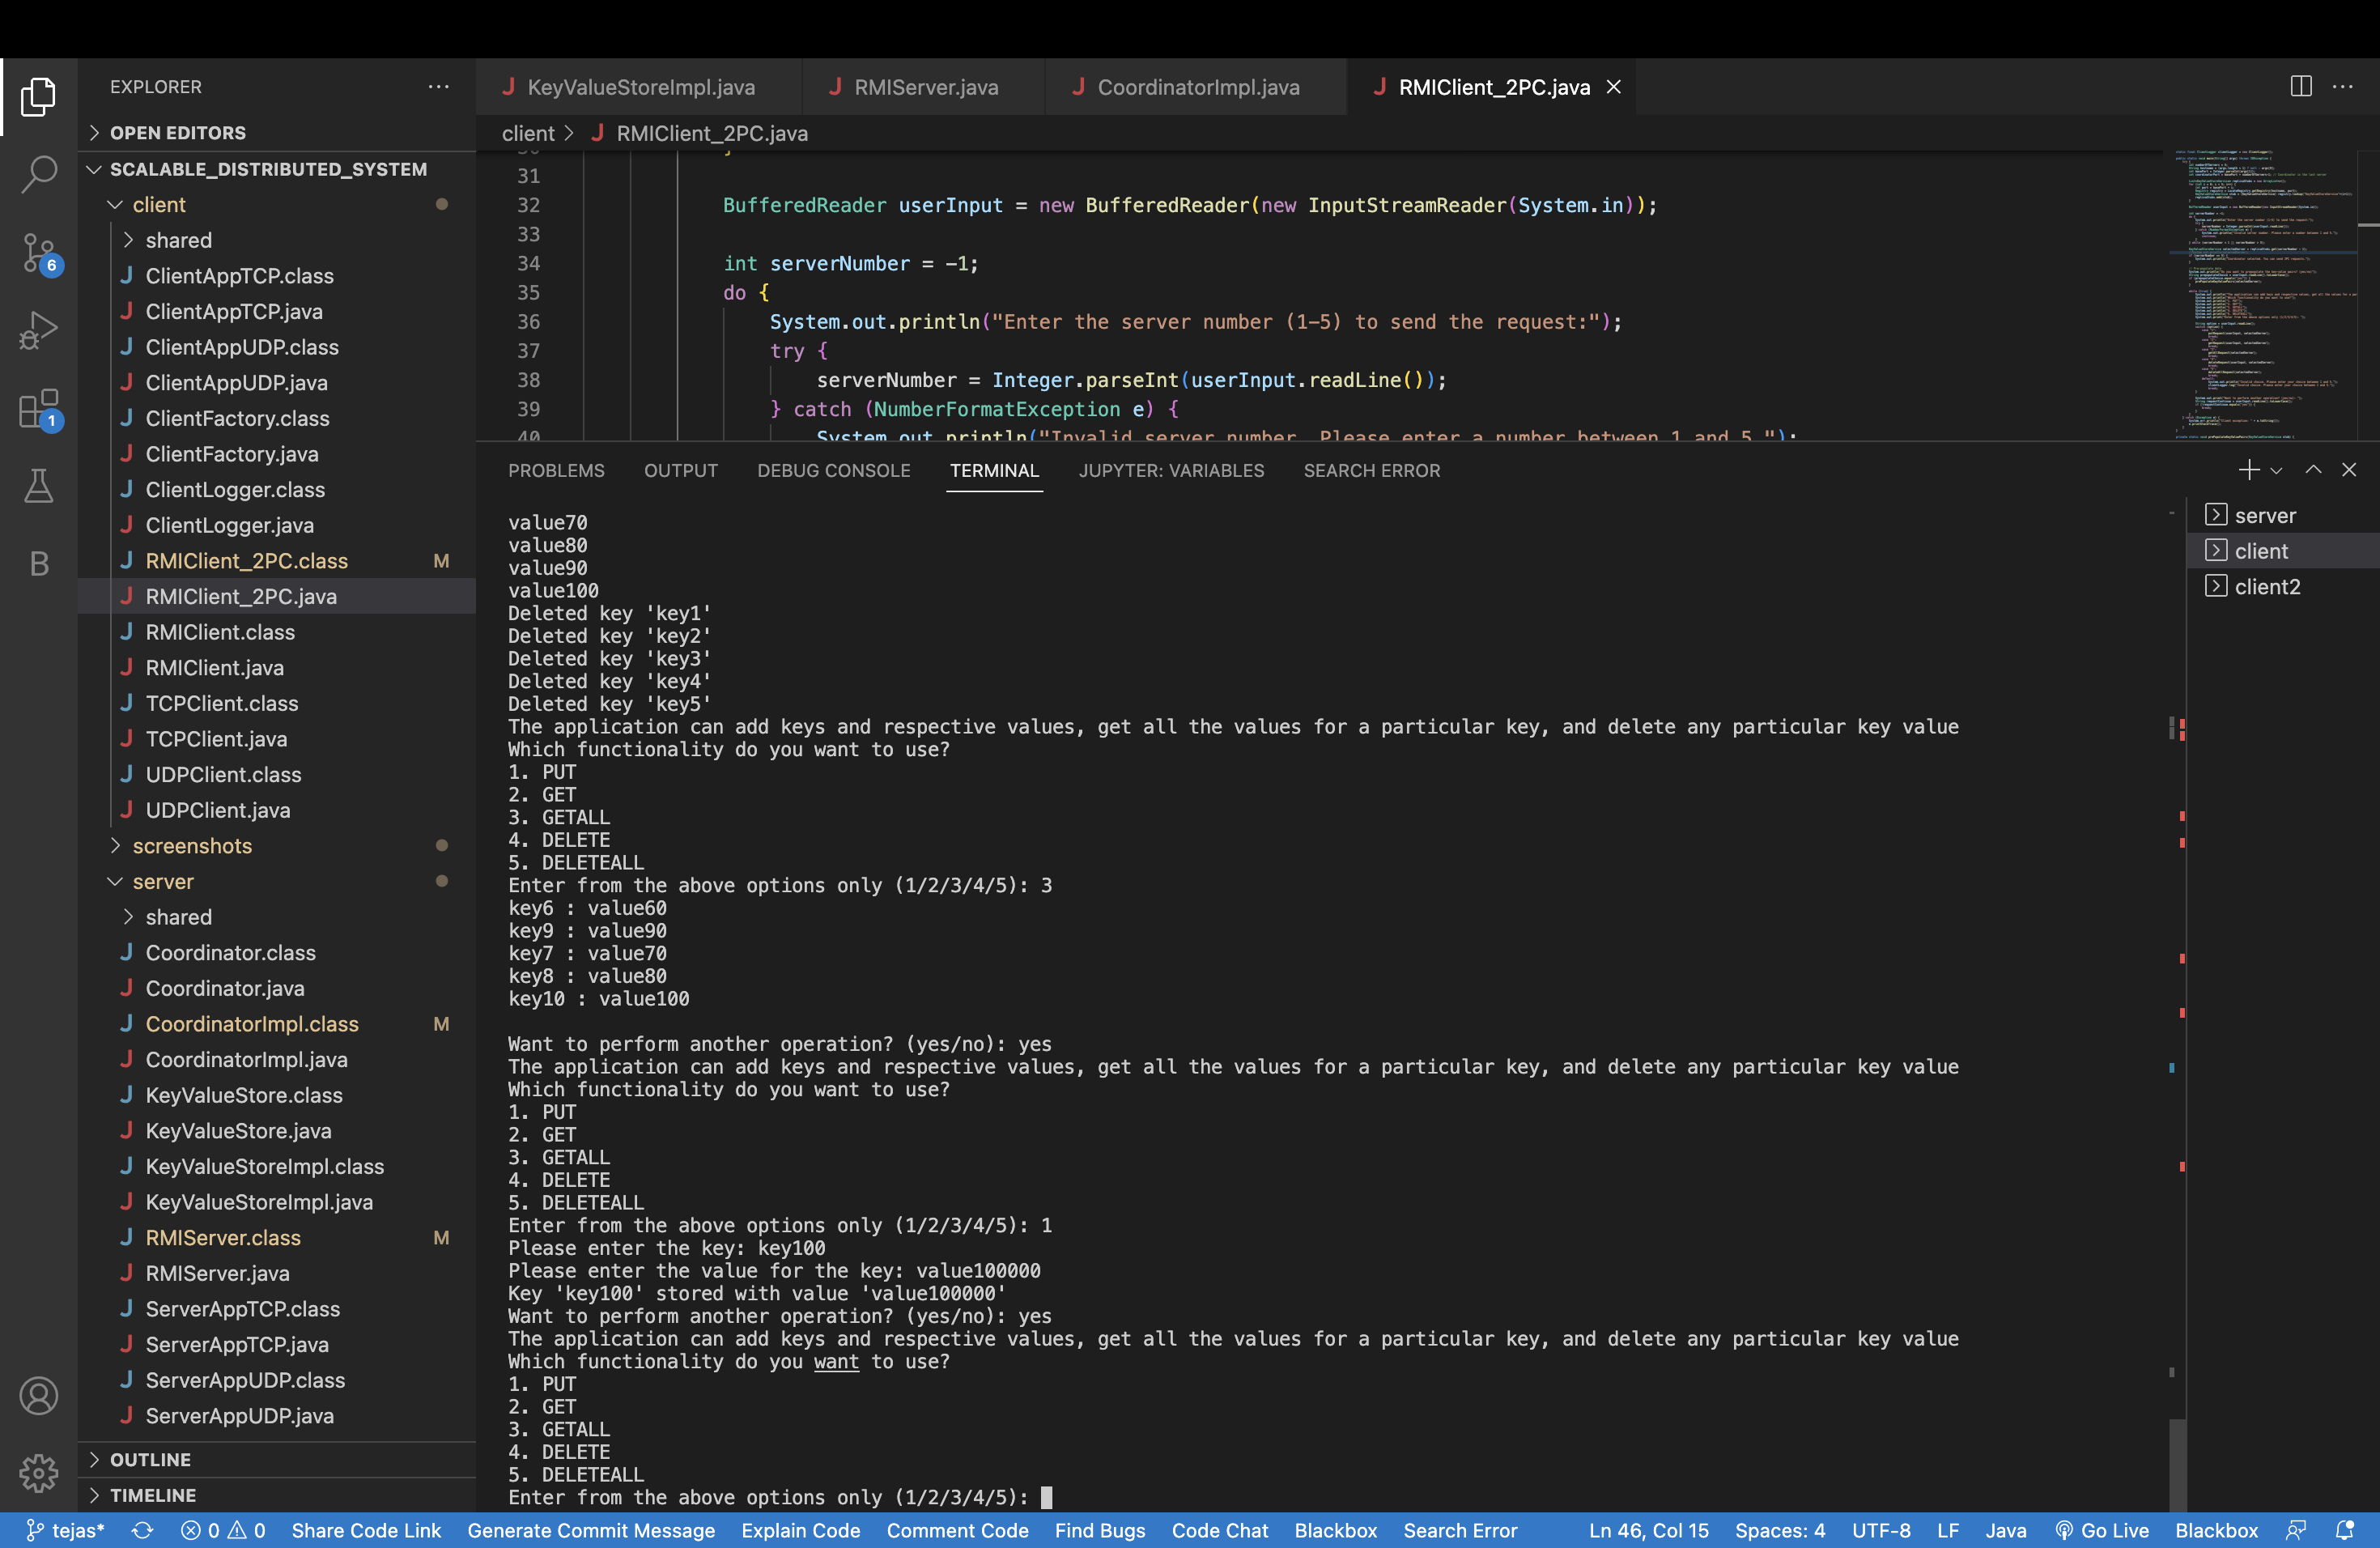 EXPLORER
OPEN EDITORS
SCALABLE_DISTRIBUTED_SYSTEM
client
shared
ClientAppTCP.class
ClientAppTCP.java
ClientAppUDP.class
ClientAppUDP.java
ClientFactory.class
ClientFactory.java
ClientLogger.class
ClientLogger.java
RMIClient_2PC.class M
RMIClient_2PC.java
RMIClient.class
RMIClient.java
TCPClient.class
TCPClient.java
UDPClient.class
UDPClient.java
screenshots
server
shared
Coordinator.class
Coordinator.java
CoordinatorImpl.class M
CoordinatorImpl.java
KeyValueStore.class
KeyValueStore.java
KeyValueStoreImpl.class
KeyValueStoreImpl.java
RMIServer.class M
RMIServer.java
ServerAppTCP.class
ServerAppTCP.java
ServerAppUDP.class
ServerAppUDP.java
OUTLINE
TIMELINE
6
1
B
KeyValueStoreImpl.java RMIServer.java CoordinatorImpl.java RMIClient_2PC.java
client > RMIClient_2PC.java
31
32 BufferedReader userInput = new BufferedReader(new InputStreamReader(System.in));
33
34 int serverNumber = -1;
35 do {
36 System.out.println("Enter the server number (1-5) to send the request:");
37 try {
38 serverNumber = Integer.parseInt(userInput.readLine());
39 } catch (NumberFormatException e) {
40 System.out.println("Invalid server number. Please enter a number between 1 and 5.");
PROBLEMS OUTPUT DEBUG CONSOLE TERMINAL JUPYTER: VARIABLES SEARCH ERROR
value70
value80
value90
value100
Deleted key 'key1'
Deleted key 'key2'
Deleted key 'key3'
Deleted key 'key4'
Deleted key 'key5'
The application can add keys and respective values, get all the values for a particular key, and delete any particular key value
Which functionality do you want to use?
1. PUT
2. GET
3. GETALL
4. DELETE
5. DELETEALL
Enter from the above options only (1/2/3/4/5): 3
key6 : value60
key9 : value90
key7 : value70
key8 : value80
key10 : value100
Want to perform another operation? (yes/no): yes
The application can add keys and respective values, get all the values for a particular key, and delete any particular key value
Which functionality do you want to use?
1. PUT
2. GET
3. GETALL
4. DELETE
5. DELETEALL
Enter from the above options only (1/2/3/4/5): 1
Please enter the key: key100
Please enter the value for the key: value100000
Key 'key100' stored with value 'value100000'
Want to perform another operation? (yes/no): yes
The application can add keys and respective values, get all the values for a particular key, and delete any particular key value
Which functionality do you want to use?
1. PUT
2. GET
3. GETALL
4. DELETE
5. DELETEALL
Enter from the above options only (1/2/3/4/5):
server
client
client2
tejas* 0 0 Share Code Link Generate Commit Message Explain Code Comment Code Find Bugs Code Chat Blackbox Search Error Ln 46, Col 15 Spaces: 4 UTF-8 LF Java Go Live Blackbox